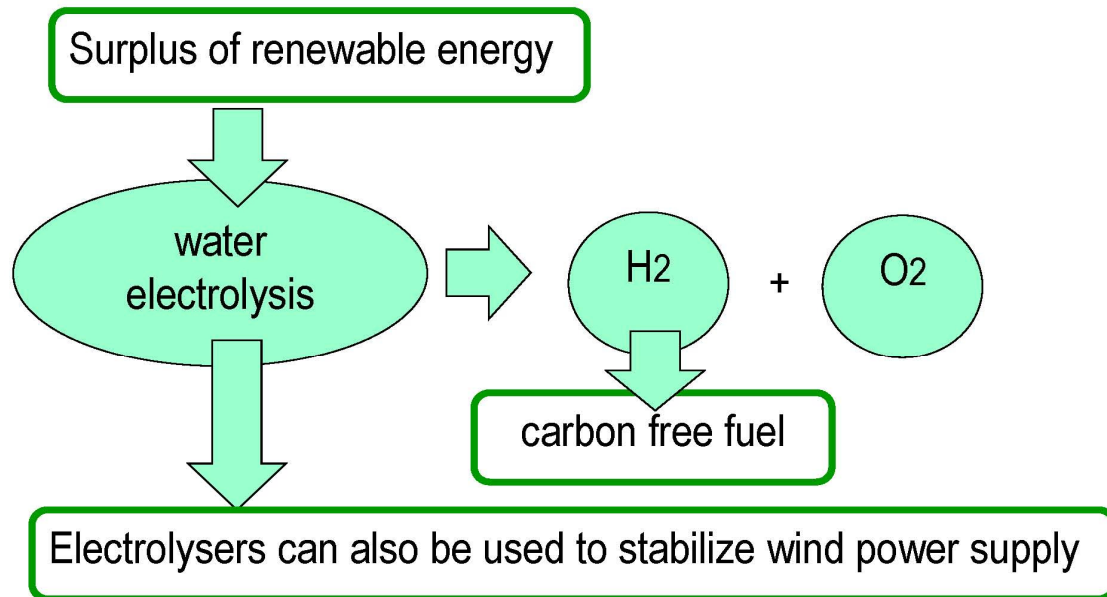 Surplus of renewable energy
water
electrolysis
H2
+
O2
carbon free fuel
Electrolysers can also be used to stabilize wind power supply